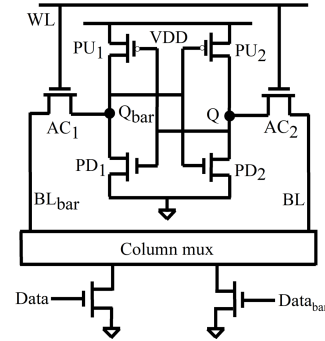 WL
PU1 VDD PU2
Qbar Q
AC1 AC2
PD1 PD2
BLbar BL
Column mux
Data Databar